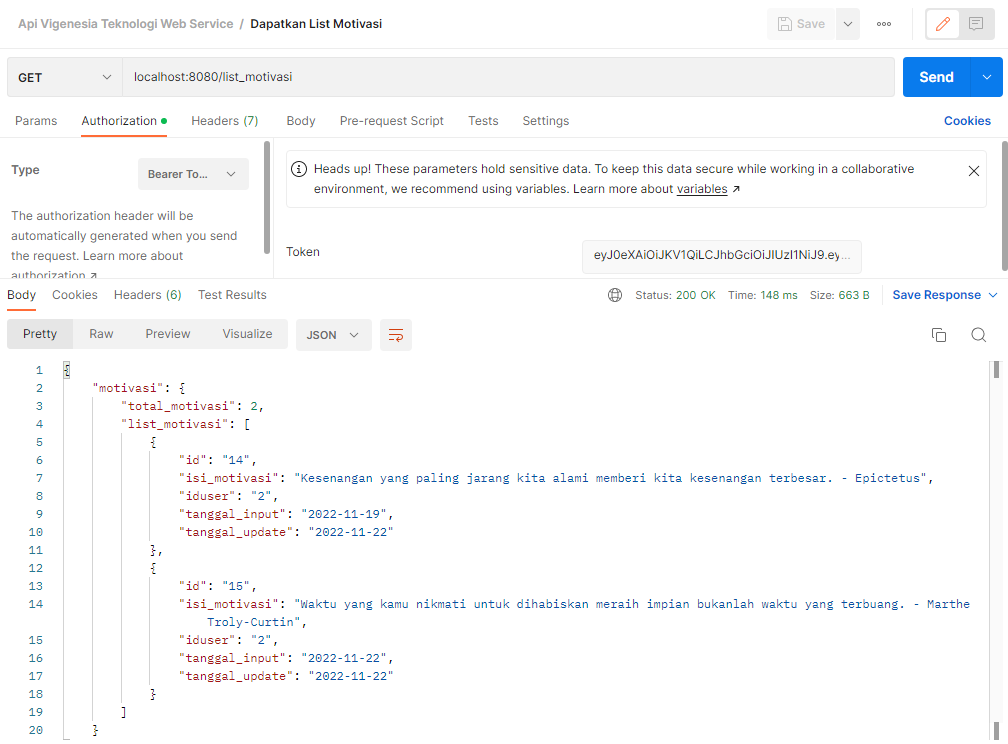 Api Vigenesia Teknologi Web Service / Dapatkan List Motivasi
Save
GET localhost:8080/list_motivasi Send
Params Authorization Headers (7) Body Pre-request Script Tests Settings Cookies
Type Bearer To...
The authorization header will be
automatically generated when you send
the request. Learn more about
authorization ↗
Heads up! These parameters hold sensitive data. To keep this data secure while working in a collaborative
environment, we recommend using variables. Learn more about variables ↗
Token eyJ0eXAiOiJKV1QiLCJhbGciOiJIUzI1NiJ9.ey...
Body Cookies Headers (6) Test Results Status: 200 OK Time: 148 ms Size: 663 B Save Response
Pretty Raw Preview Visualize JSON
1 {
2 "motivasi": {
3 "total_motivasi": 2,
4 "list_motivasi": [
5 {
6 "id": "14",
7 "isi_motivasi": "Kesenangan yang paling jarang kita alami memberi kita kesenangan terbesar. - Epictetus",
8 "iduser": "2",
9 "tanggal_input": "2022-11-19",
10 "tanggal_update": "2022-11-22"
11 },
12 {
13 "id": "15",
14 "isi_motivasi": "Waktu yang kamu nikmati untuk dihabiskan meraih impian bukanlah waktu yang terbuang. - Marthe
Troly-Curtin",
15 "iduser": "2",
16 "tanggal_input": "2022-11-22",
17 "tanggal_update": "2022-11-22"
18 }
19 ]
20 }